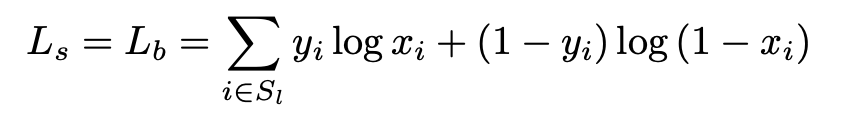 L_s = L_b = \sum_{i \in S_l} y_i \log x_i + (1 - y_i) \log (1 - x_i)